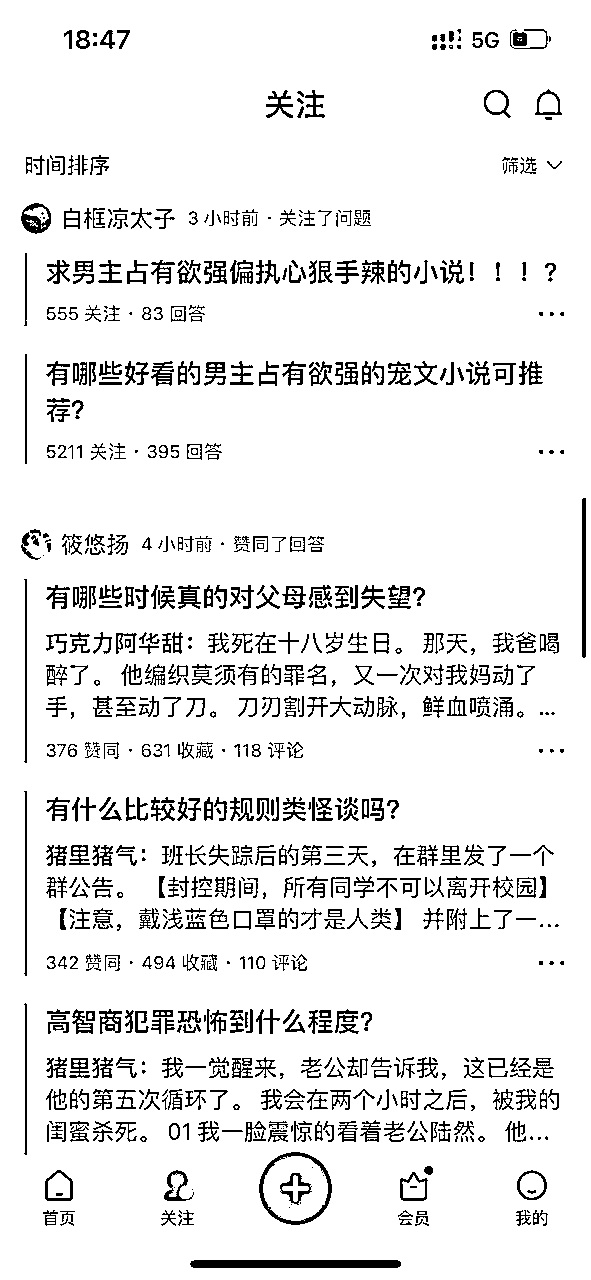 18:47
5G
关注
时间排序
筛选
白框凉太子 3 小时前 · 关注了问题
求男主占有欲强偏执心狠手辣的小说！！！？
555 关注 · 83 回答
有哪些好看的男主占有欲强的宠文小说可推
荐？
5211 关注 · 395 回答
筱悠扬 4 小时前 · 赞同了回答
有哪些时候真的对父母感到失望？
巧克力阿华甜：我死在十八岁生日。 那天，我爸喝
醉了。 他编织莫须有的罪名，又一次对我妈动了
手，甚至动了刀。 刀刃割开大动脉，鲜血喷涌。...
376 赞同 · 631 收藏 · 118 评论
有什么比较好的规则类怪谈吗？
猪里猪气：班长失踪后的第三天，在群里发了一个
群公告。 【封控期间，所有同学不可以离开校园】
【注意，戴浅蓝色口罩的才是人类】 并附上了一...
342 赞同 · 494 收藏 · 110 评论
高智商犯罪恐怖到什么程度？
猪里猪气：我一觉醒来，老公却告诉我，这已经是
他的第五次循环了。 我会在两个小时之后，被我的
闺蜜杀死。 01 我一脸震惊的看着老公陆然。 他...
首页
关注
会员
我的